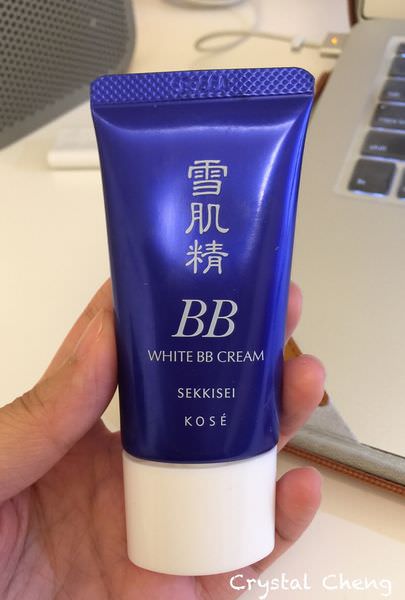 雪肌精
BB
WHITE BB CREAM
SEKKISEI
KOSÉ
Crystal Cheng